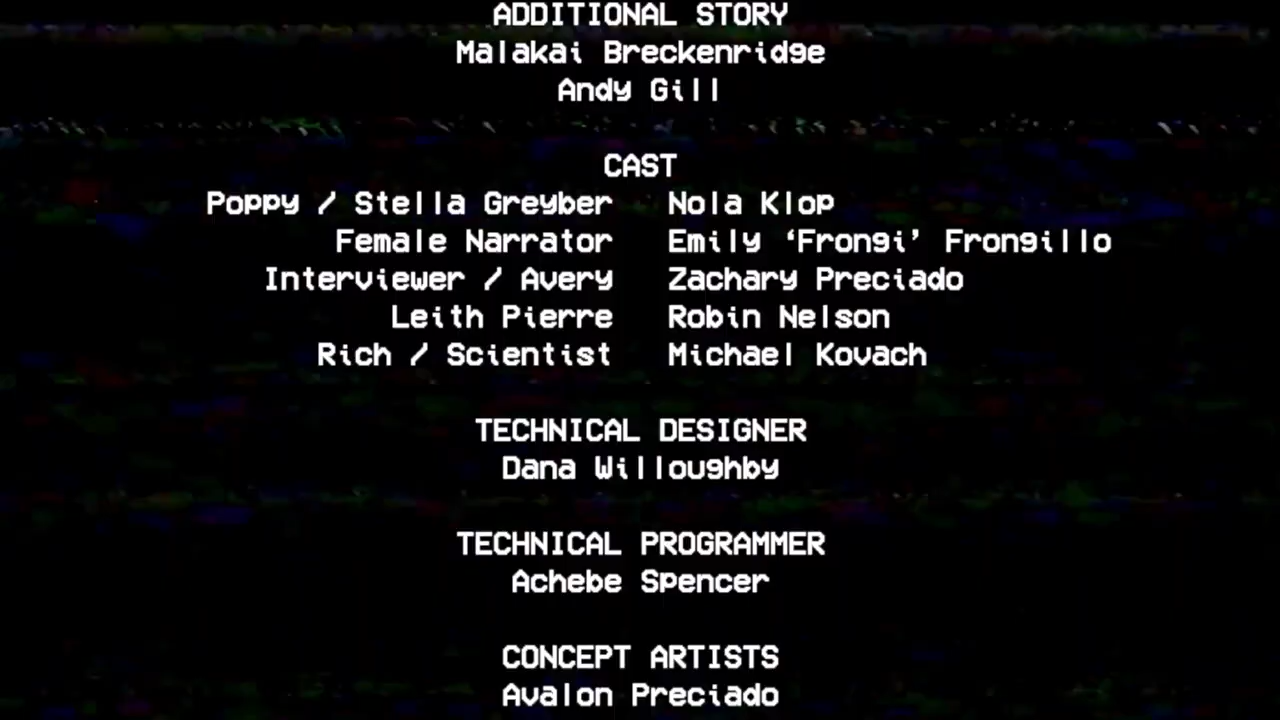 ADDITIONAL STORY
Malakai Breckenridge
Andy Gill
CAST
Poppy / Stella Greyber Nola Klop
Female Narrator Emily ‘Frongi’ Frongillo
Interviewer / Avery Zachary Preciado
Leith Pierre Robin Nelson
Rich / Scientist Michael Kovach
TECHNICAL DESIGNER
Dana Willoughby
TECHNICAL PROGRAMMER
Achebe Spencer
CONCEPT ARTISTS
Avalon Preciado